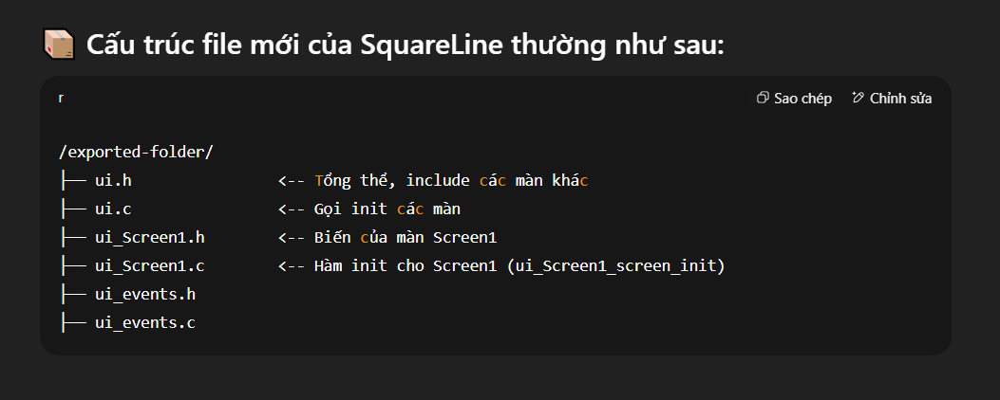 📦 Cấu trúc file mới của SquareLine thường như sau:
r
Sao chép
Chỉnh sửa
/exported-folder/
├── ui.h                <-- Tổng thể, include các màn khác
├── ui.c                <-- Gọi init các màn
├── ui_Screen1.h        <-- Biến của màn Screen1
├── ui_Screen1.c        <-- Hàm init cho Screen1 (ui_Screen1_screen_init)
├── ui_events.h
├── ui_events.c